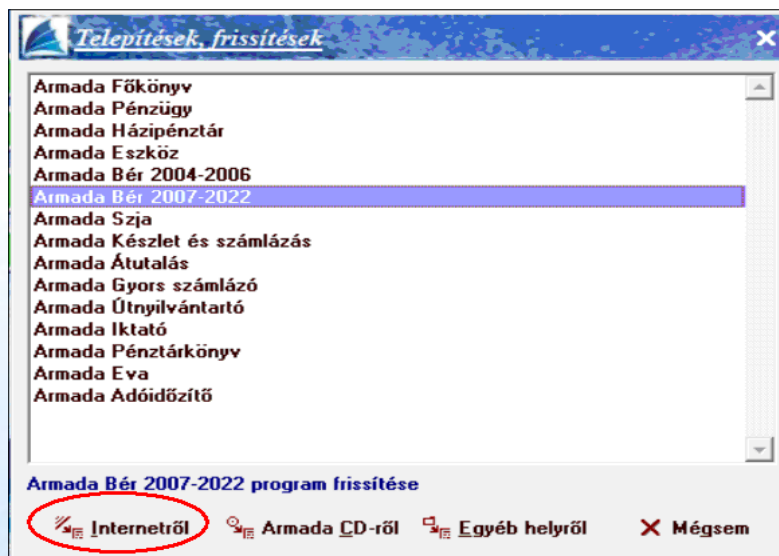 Telepítések, frissítések
Armada Főkönyv
Armada Pénzügy
Armada Házipénztár
Armada Eszköz
Armada Bér 2004-2006
Armada Bér 2007-2022
Armada Szja
Armada Készlet és számlázás
Armada Átutalás
Armada Gyors számlázó
Armada Útnyilvántartó
Armada Iktató
Armada Pénztárkönyv
Armada Eva
Armada Adóidőzítő
Armada Bér 2007-2022 program frissítése
Internetről Armada CD-ről Egyéb helyről Mégsem